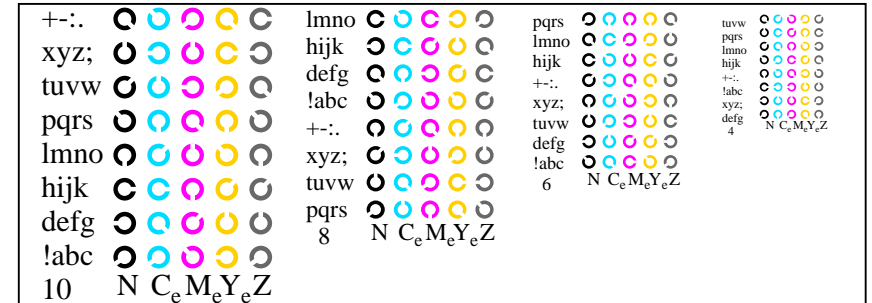 +-:.
xyz;
tuvw
pqrs
lmno
hijk
defg
!abc
10 N CeMeYeZ
lmno
hijk
defg
!abc
+-:.
xyz;
tuvw
pqrs
8 N CeMeYeZ
pqrs
lmno
hijk
+-:.
xyz;
tuvw
defg
!abc
6 N CeMeYeZ
tuvw
pqrs
lmno
hijk
+-:.
!abc
xyz;
defg
4 N CeMeYeZ